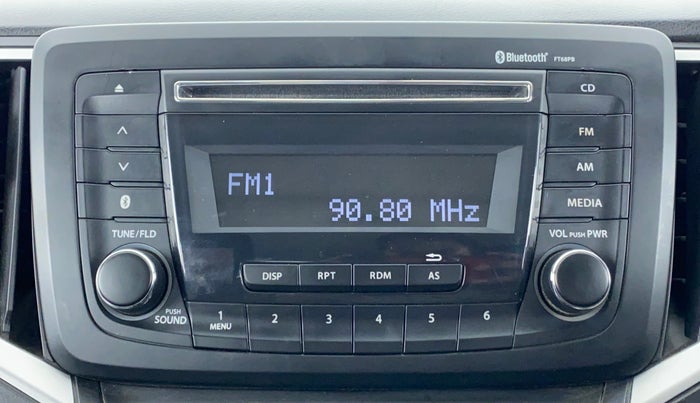 Bluetooth® FT68PB
CD
FM
FM1
AM
90.80 MHz
MEDIA
TUNE/FLD
VOL PUSH PWR
DISP RPT RDM AS
PUSH SOUND
1 2 3 4 5 6
MENU